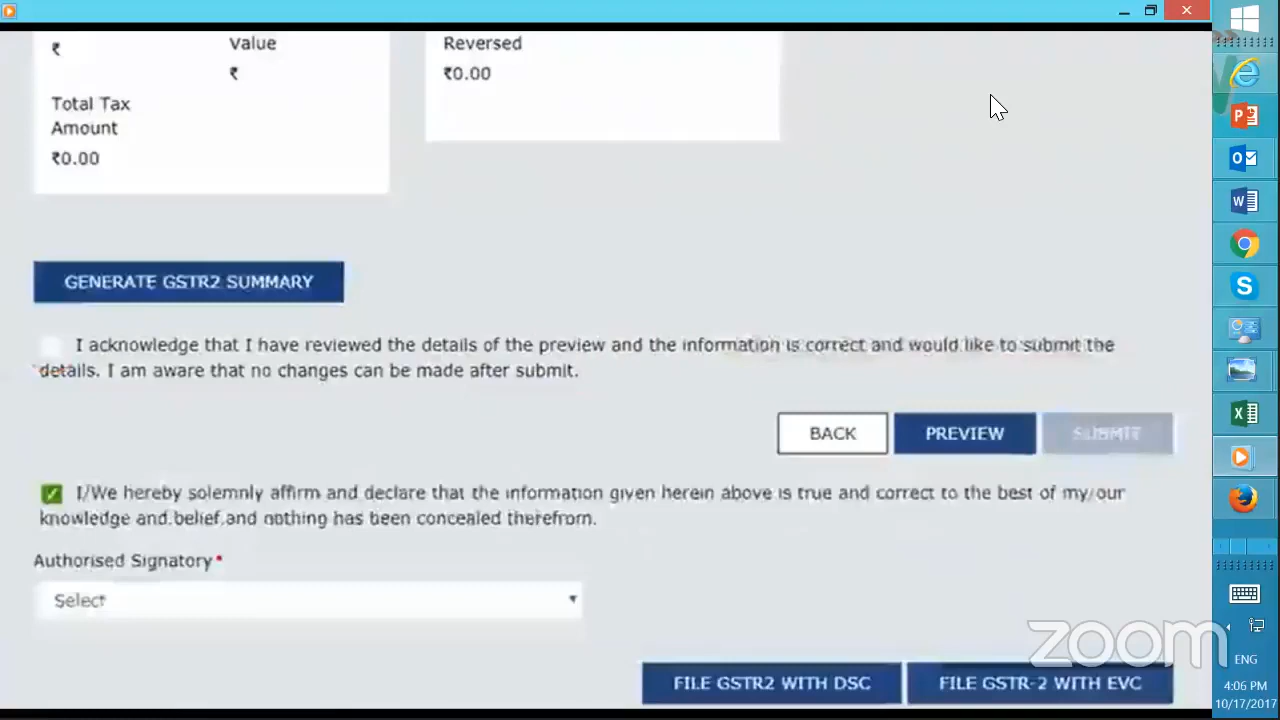 ₹
Value
₹
Total Tax
Amount
₹0.00
Reversed
₹0.00
GENERATE GSTR2 SUMMARY
I acknowledge that I have reviewed the details of the preview and the information is correct and would like to submit the
details. I am aware that no changes can be made after submit.
BACK
PREVIEW
SUBMIT
I/We hereby solemnly affirm and declare that the information given herein above is true and correct to the best of my/our
knowledge and belief and nothing has been concealed therefrom.
Authorised Signatory*
Select
FILE GSTR2 WITH DSC
FILE GSTR-2 WITH EVC
zoom
ENG
4:06 PM
10/17/2017